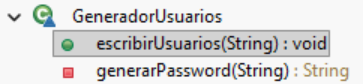 GeneradorUsuarios
escribirUsuarios(String) : void
generarPassword(String) : String